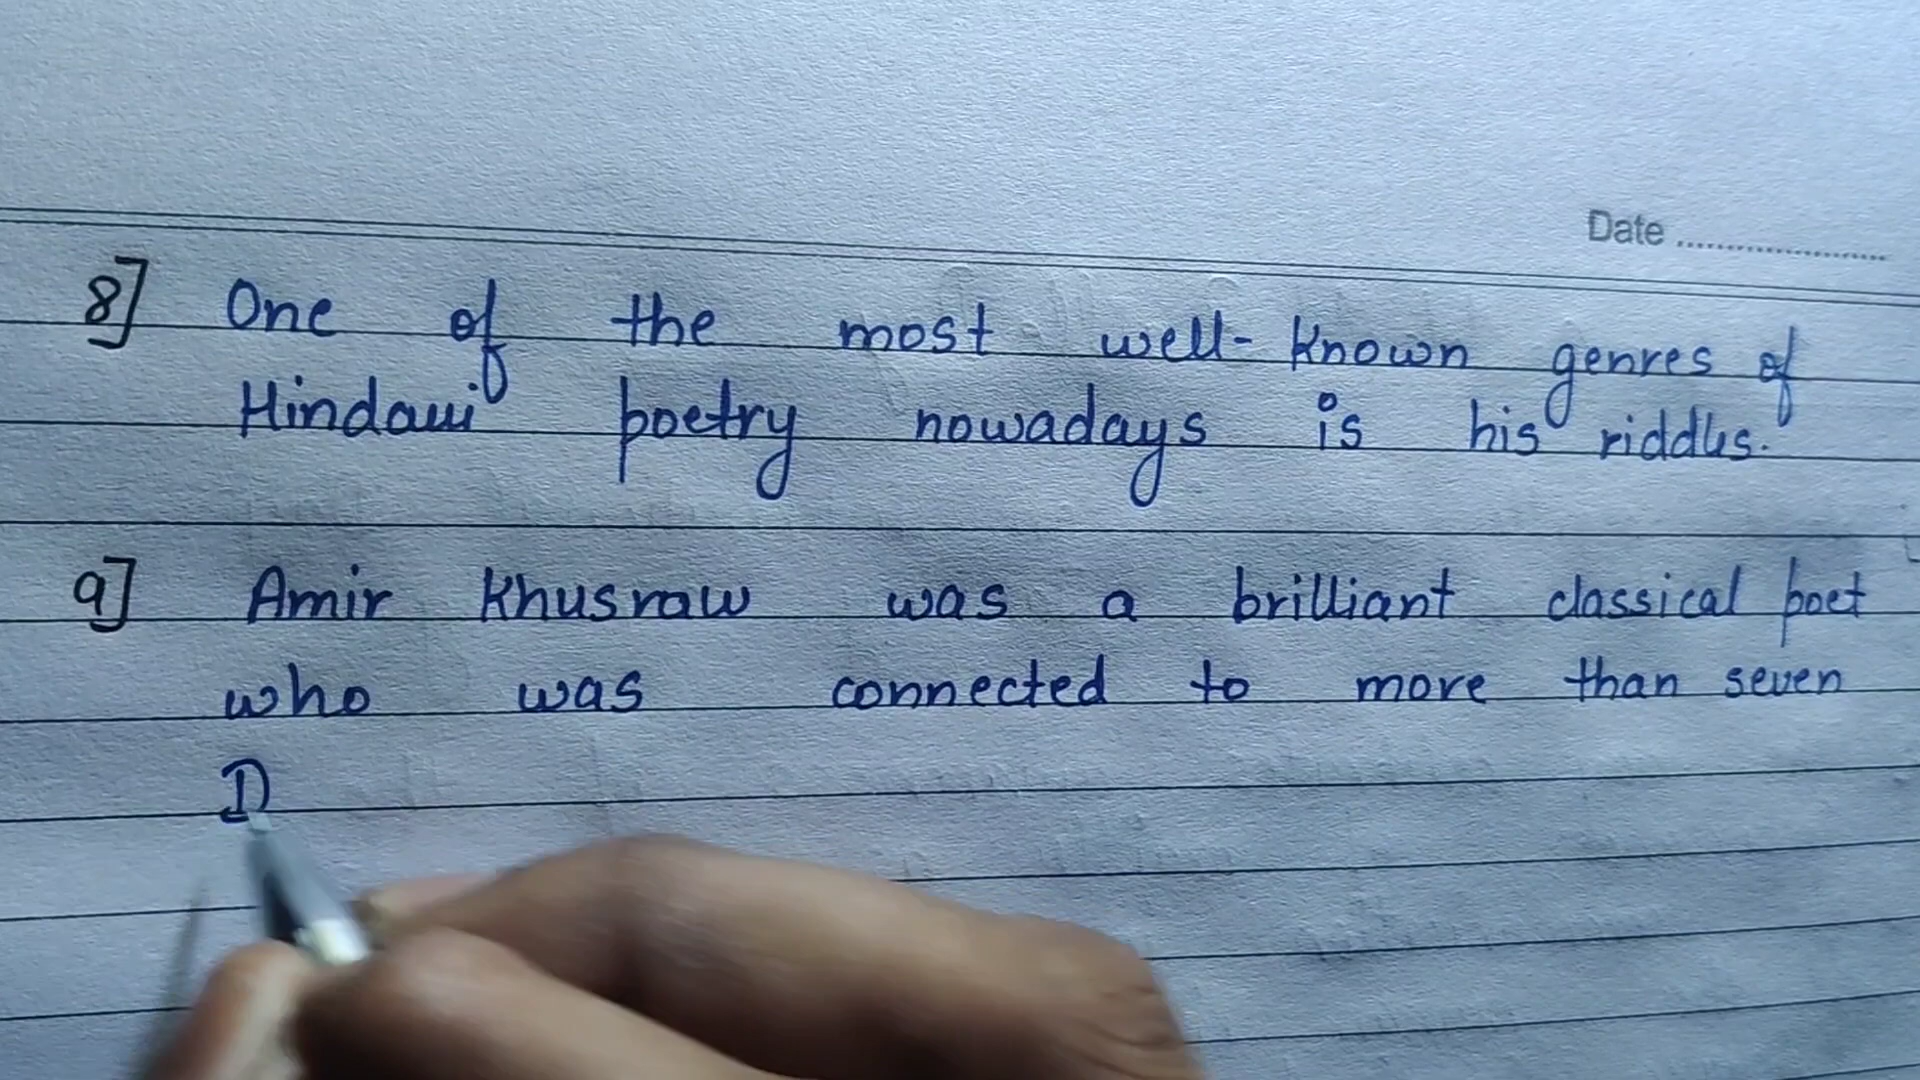 Date
8] One of the most well-known genres of
Hindawi poetry nowadays is his riddles.
9] Amir Khusraw was a brilliant classical poet
who was connected to more than seven
D